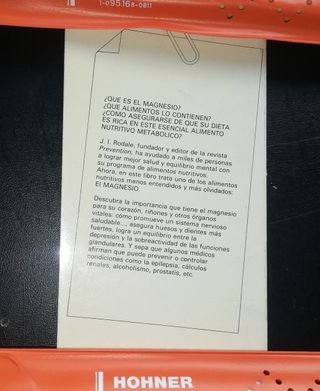 1-095.168-0811
¿QUE ES EL MAGNESIO?
¿QUE ALIMENTOS LO CONTIENEN?
¿COMO ASEGURARSE DE QUE SU DIETA
ES RICA EN ESTE ESENCIAL ALIMENTO
NUTRITIVO METABOLICO?
J. I. Rodale, fundador y editor de la revista
Prevention, ha ayudado a miles de personas
a lograr mejor salud y equilibrio mental con
su programa de alimentos nutritivos.
Ahora, en este libro trata uno de los alimentos
nutritivos menos entendidos y más olvidados:
El MAGNESIO.
Descubra la importancia que tiene el magnesio
para su corazón, riñones y otros órganos
vitales: cómo promueve un sistema nervioso
saludable..., asegura huesos y dientes más
fuertes, logra un equilibrio entre la
depresión y la sobreactividad de las funciones
glandulares. Y sepa que algunos médicos
afirman que puede prevenir o controlar
condiciones como la epilepsia, cálculos
renales, alcoholismo, prostatis, etc.
HOHNER